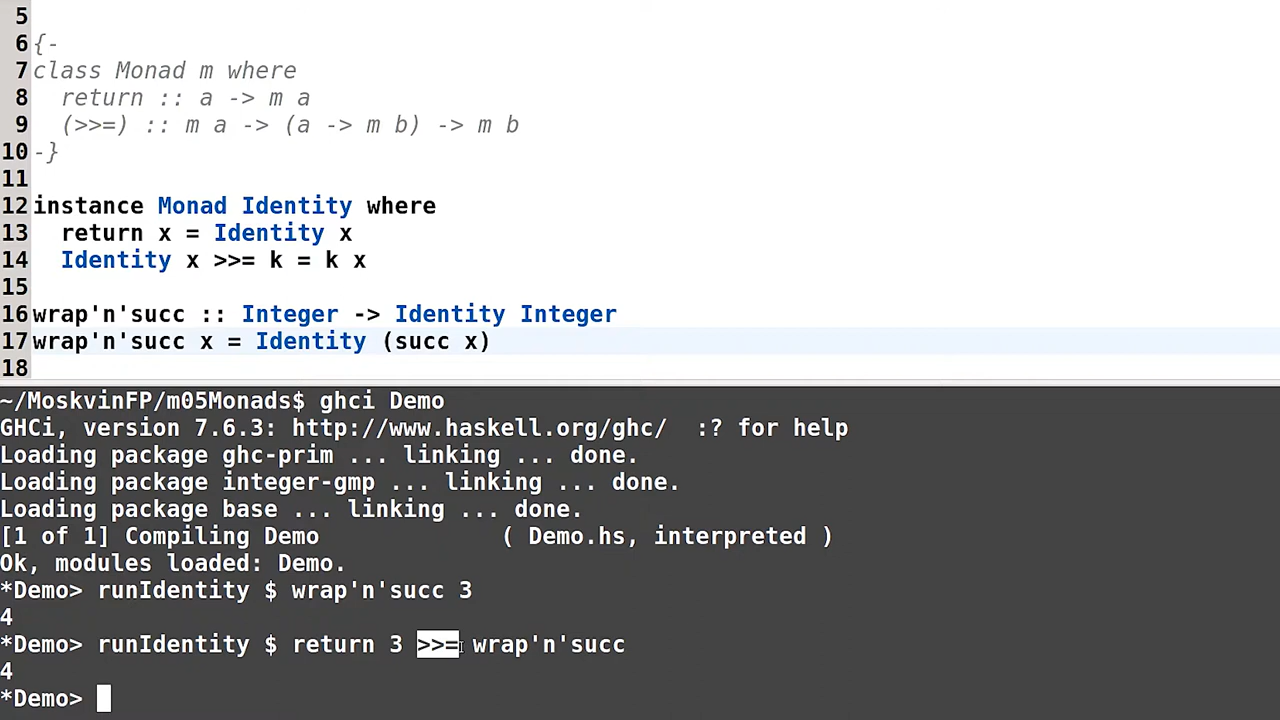 5
6 {-
7 class Monad m where
8   return :: a -> m a
9   (>>=) :: m a -> (a -> m b) -> m b
10 -}
11
12 instance Monad Identity where
13   return x = Identity x
14   Identity x >>= k = k x
15
16 wrap'n'succ :: Integer -> Identity Integer
17 wrap'n'succ x = Identity (succ x)
18
~/MoskvinFP/m05Monads$ ghci Demo
GHCi, version 7.6.3: http://www.haskell.org/ghc/  :? for help
Loading package ghc-prim ... linking ... done.
Loading package integer-gmp ... linking ... done.
Loading package base ... linking ... done.
[1 of 1] Compiling Demo             ( Demo.hs, interpreted )
Ok, modules loaded: Demo.
*Demo> runIdentity $ wrap'n'succ 3
4
*Demo> runIdentity $ return 3 >>= wrap'n'succ
4
*Demo>